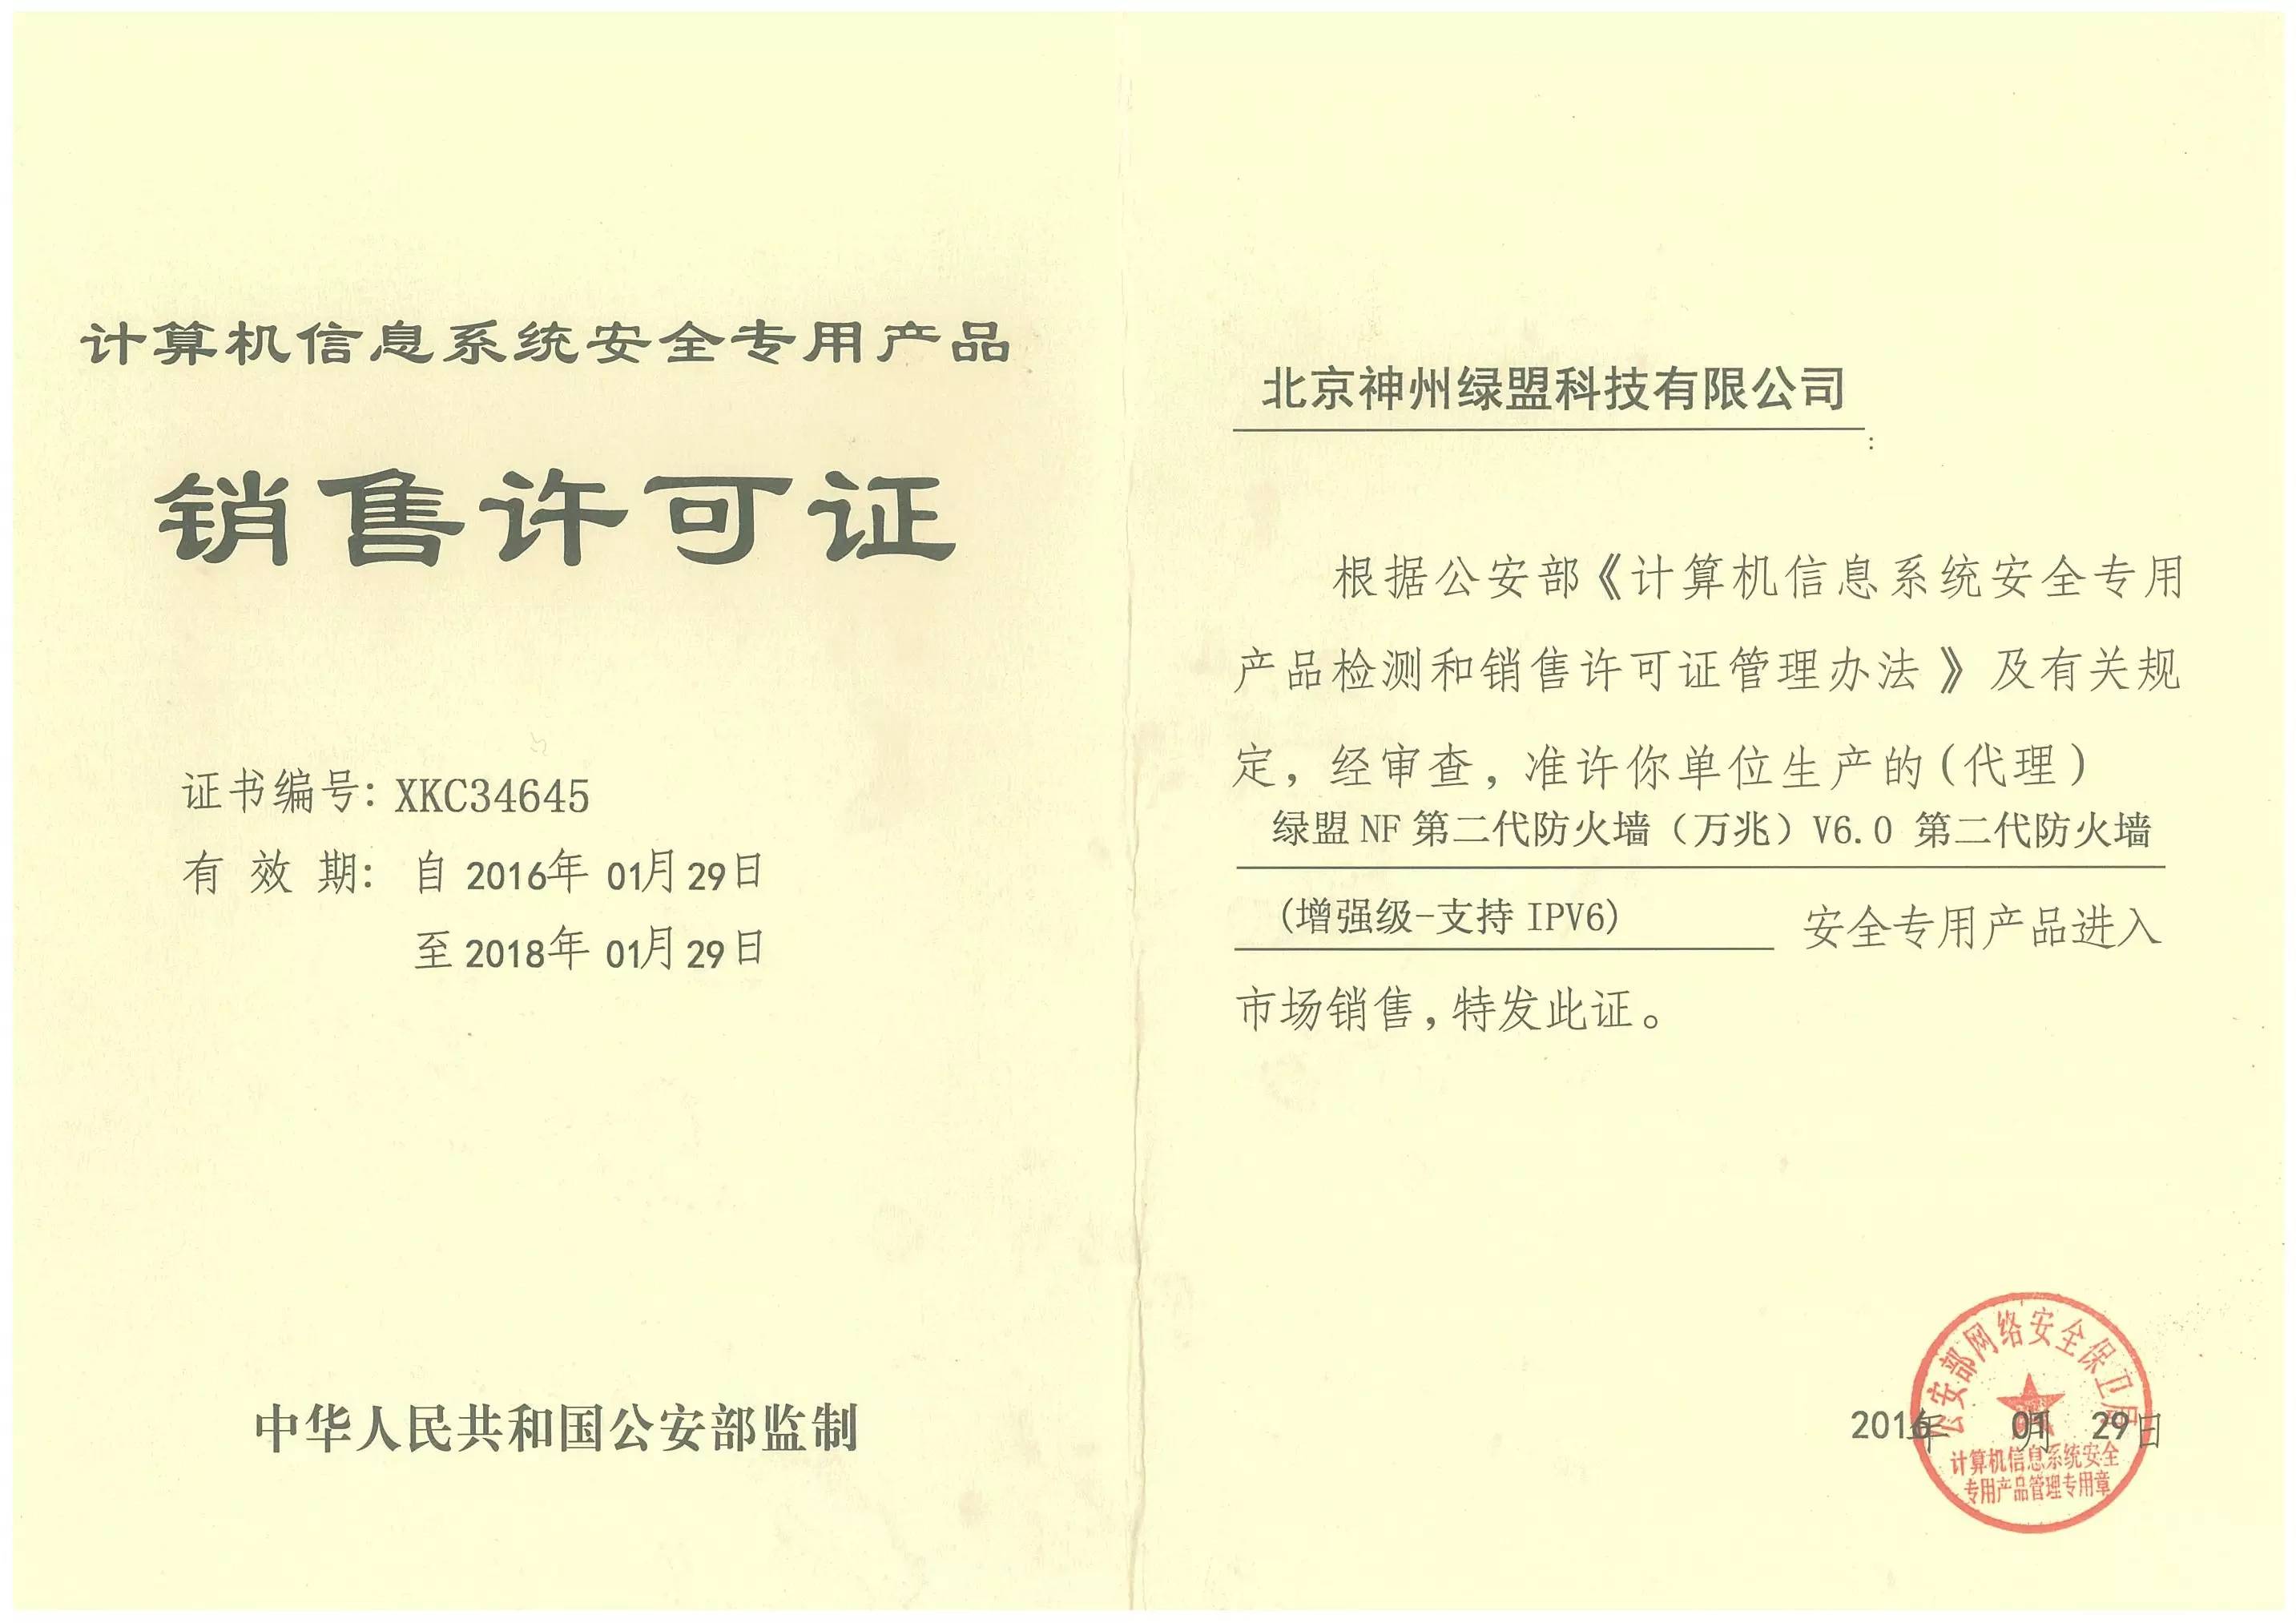 计算机信息系统安全专用产品
销售许可证
证书编号：XKC34645
有 效 期： 自 2016年 01月 29日
至 2018年 01月 29日
中华人民共和国公安部监制
北京神州绿盟科技有限公司：
根据公安部《计算机信息系统安全专用
产品检测和销售许可证管理办法》及有关规
定，经审查，准许你单位生产的(代理)
绿盟 NF 第二代防火墙（万兆）V6.0 第二代防火墙
(增强级-支持 IPV6) 安全专用产品进入
市场销售，特发此证。
公安部网络安全保卫局
2016年 01月 29日
计算机信息系统安全
专用产品管理专用章